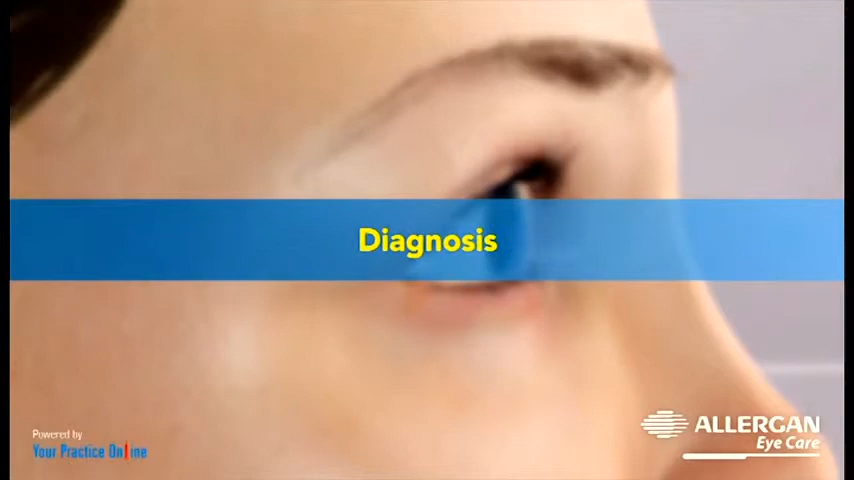 Diagnosis
Powered by
Your Practice Online
ALLERGAN
Eye Care